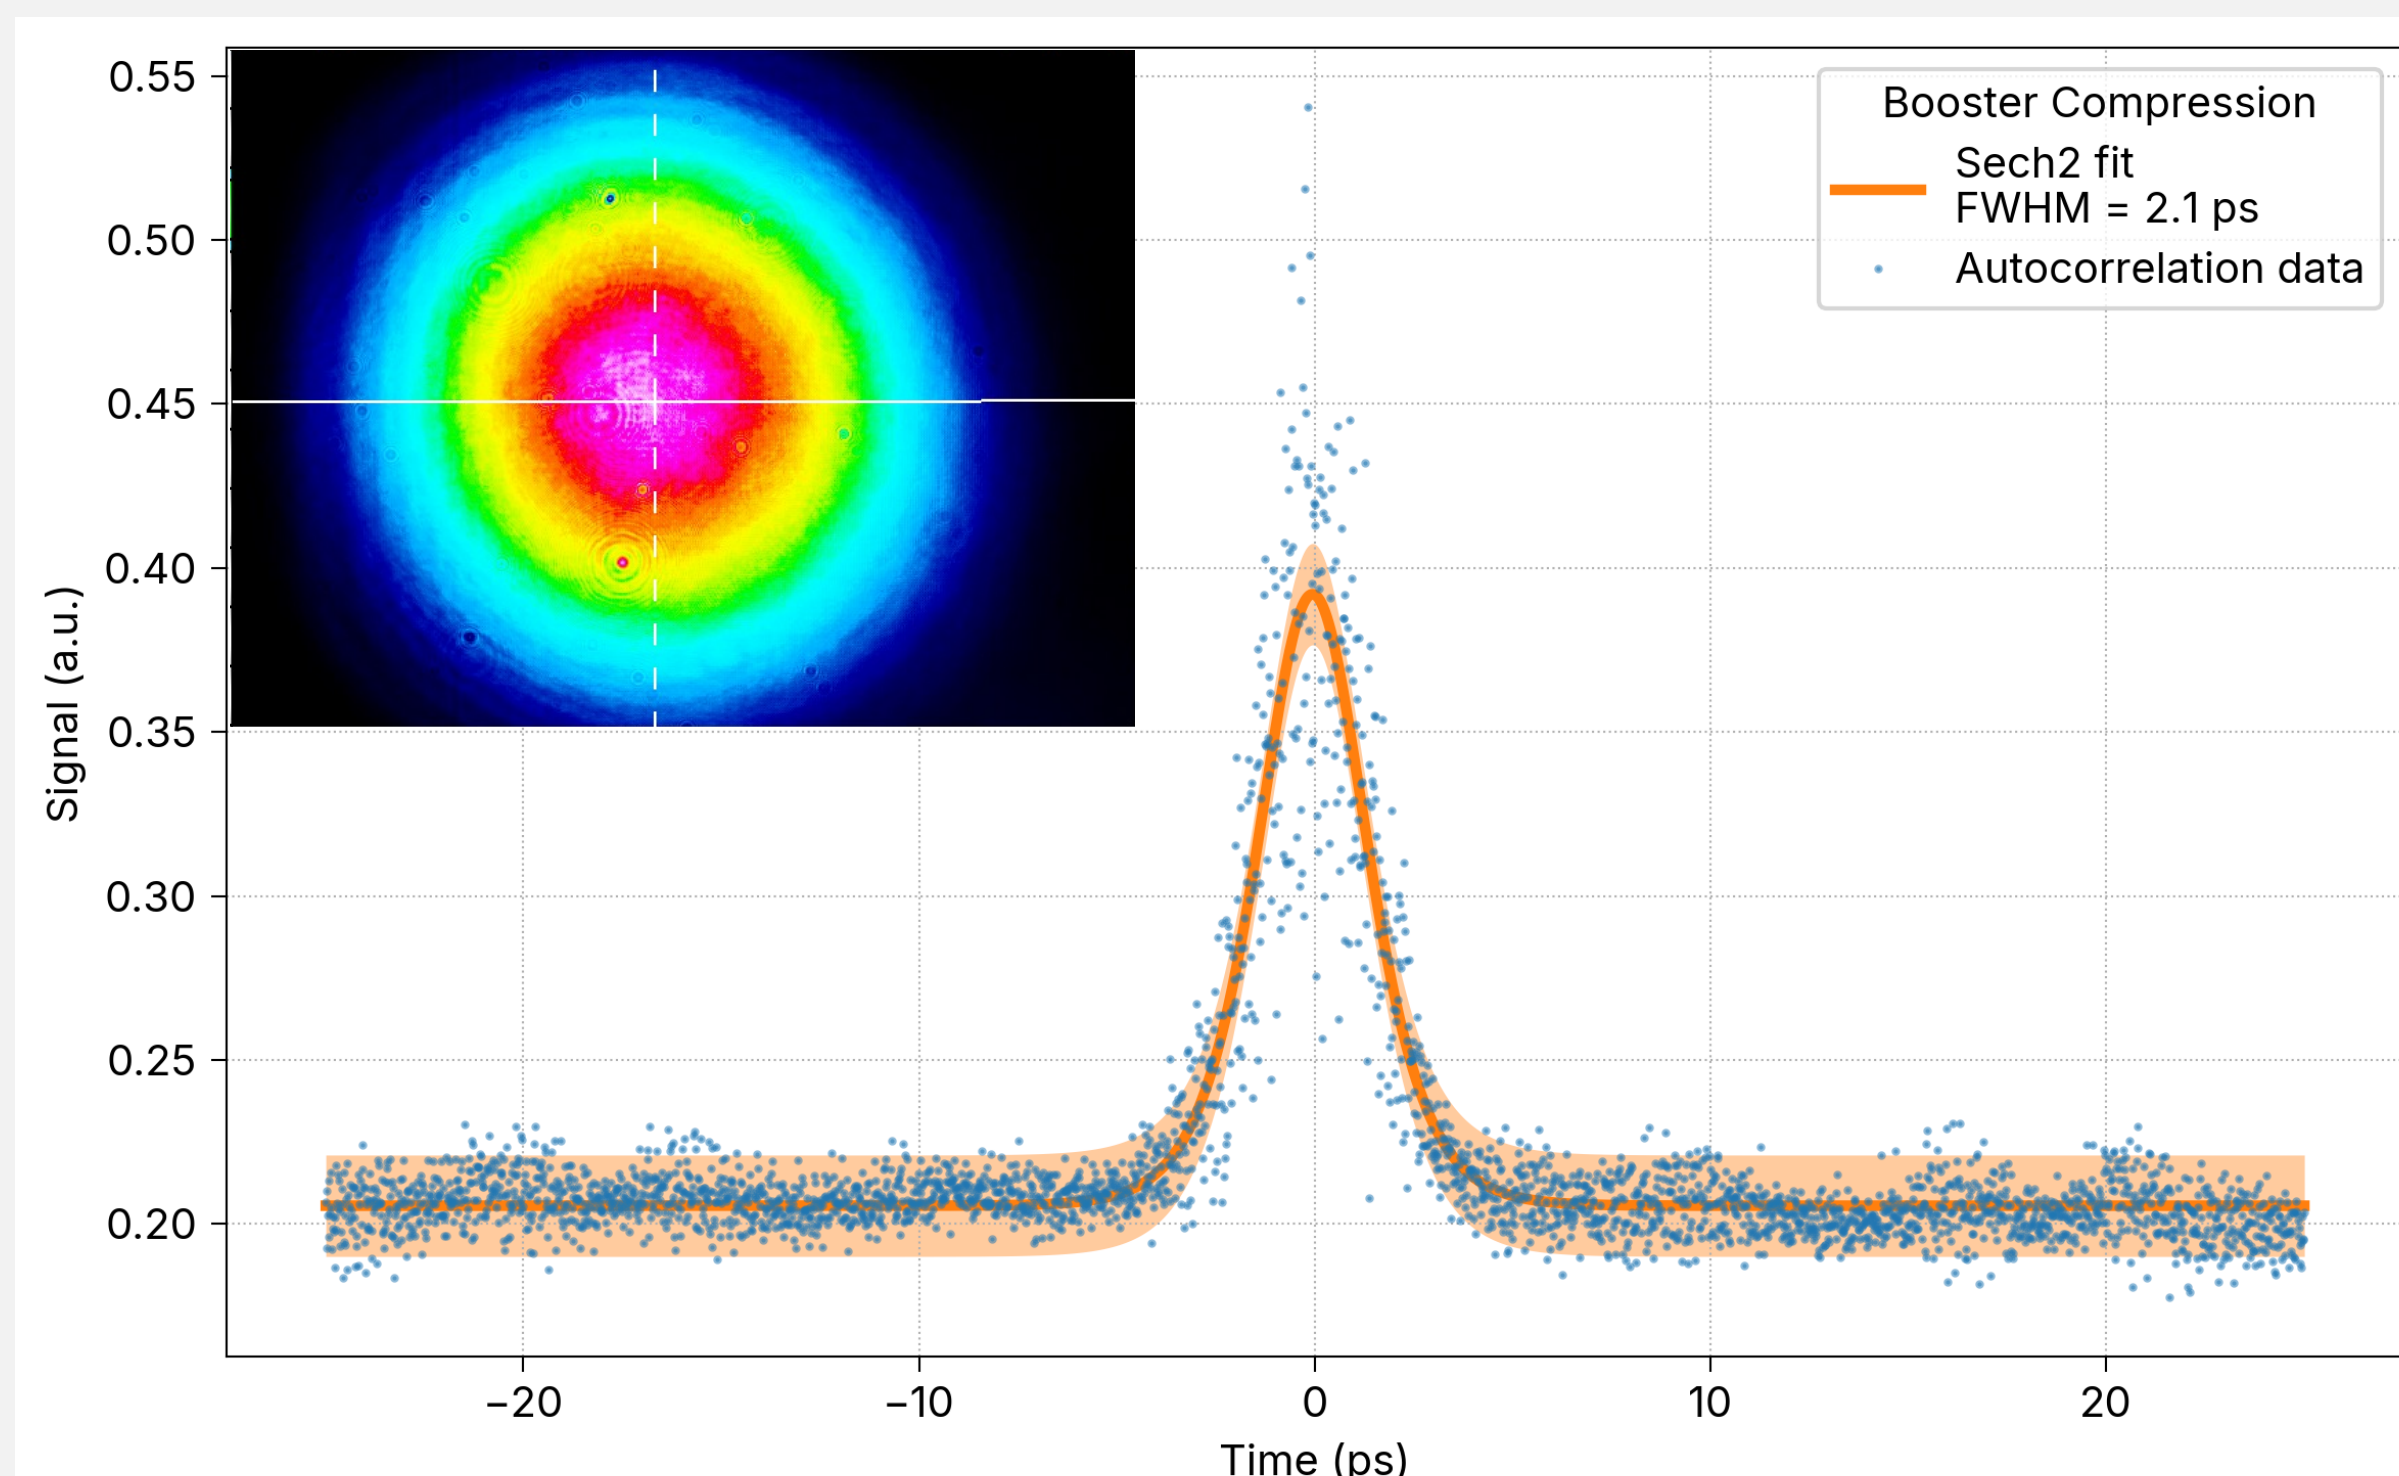 0.55
0.50
0.45
0.40
0.35
0.30
0.25
0.20
Signal (a.u.)
−20
−10
0
10
20
Time (ps)
Booster Compression
Sech2 fit
FWHM = 2.1 ps
Autocorrelation data